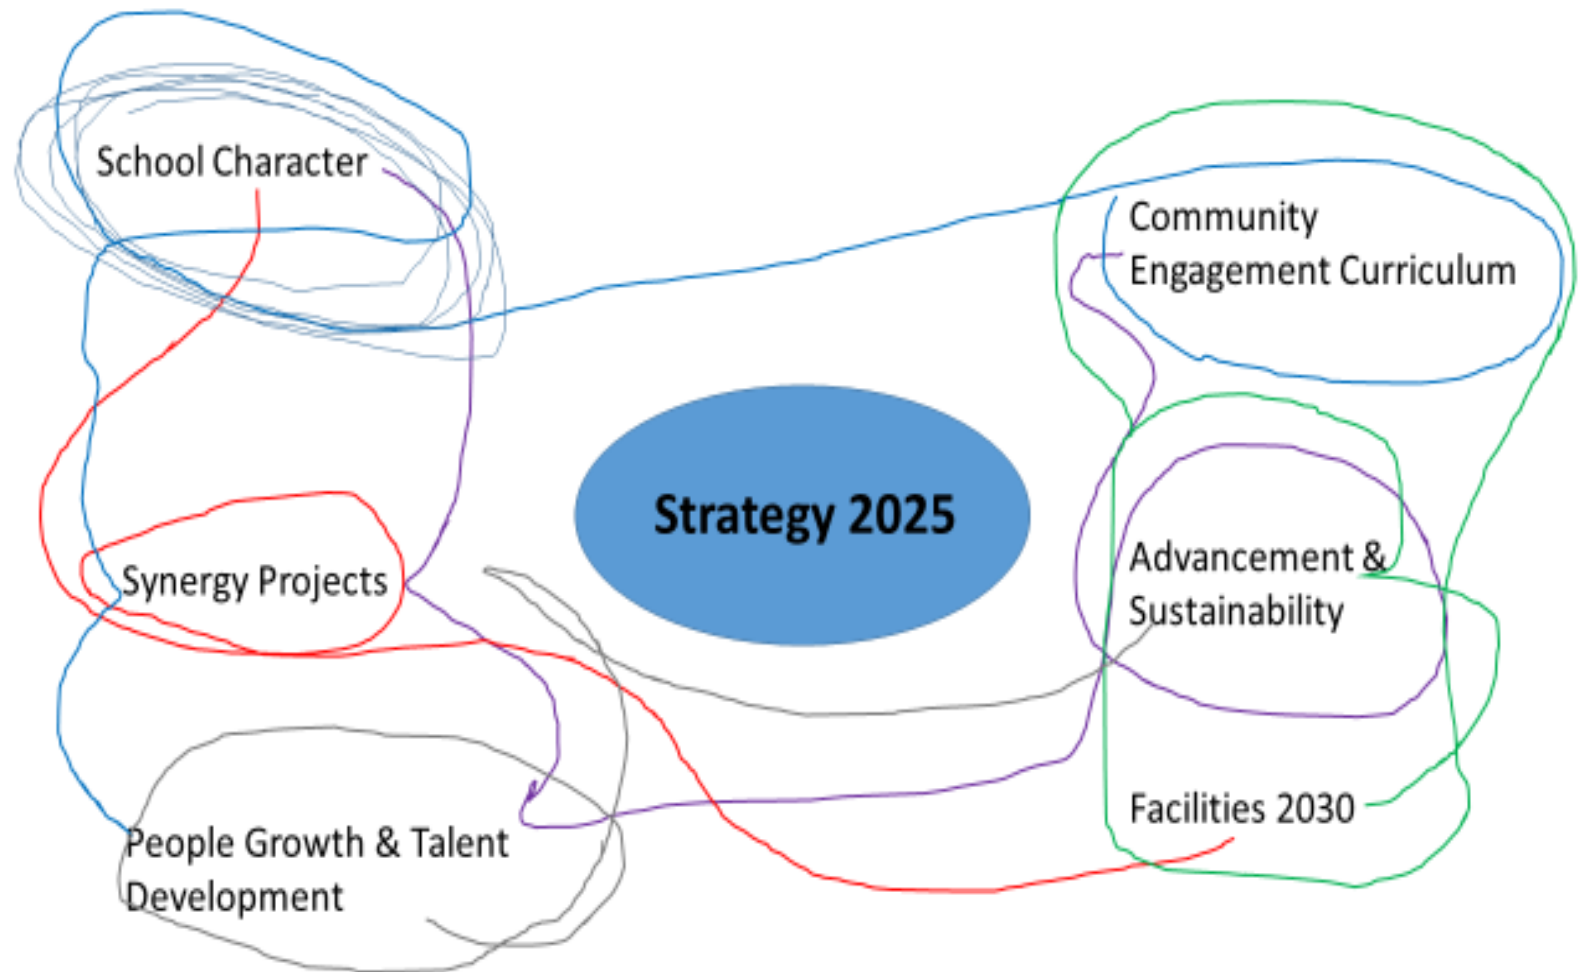 School Character
Community
Engagement Curriculum
Strategy 2025
Synergy Projects
Advancement &
Sustainability
People Growth & Talent
Development
Facilities 2030